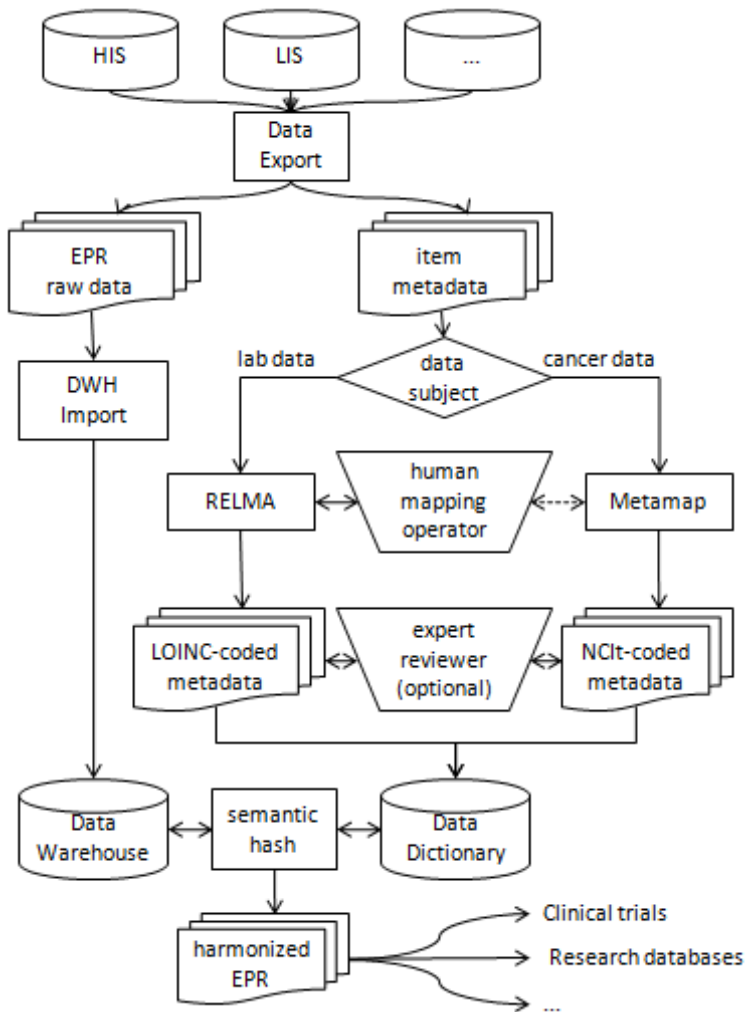 HIS
LIS
...
Data
Export
EPR
raw data
item
metadata
lab data
data
subject
cancer data
DWH
Import
RELMA
human
mapping
operator
Metamap
LOINC-coded
metadata
expert
reviewer
(optional)
NCIt-coded
metadata
Data
Warehouse
semantic
hash
Data
Dictionary
harmonized
EPR
Clinical trials
Research databases
...